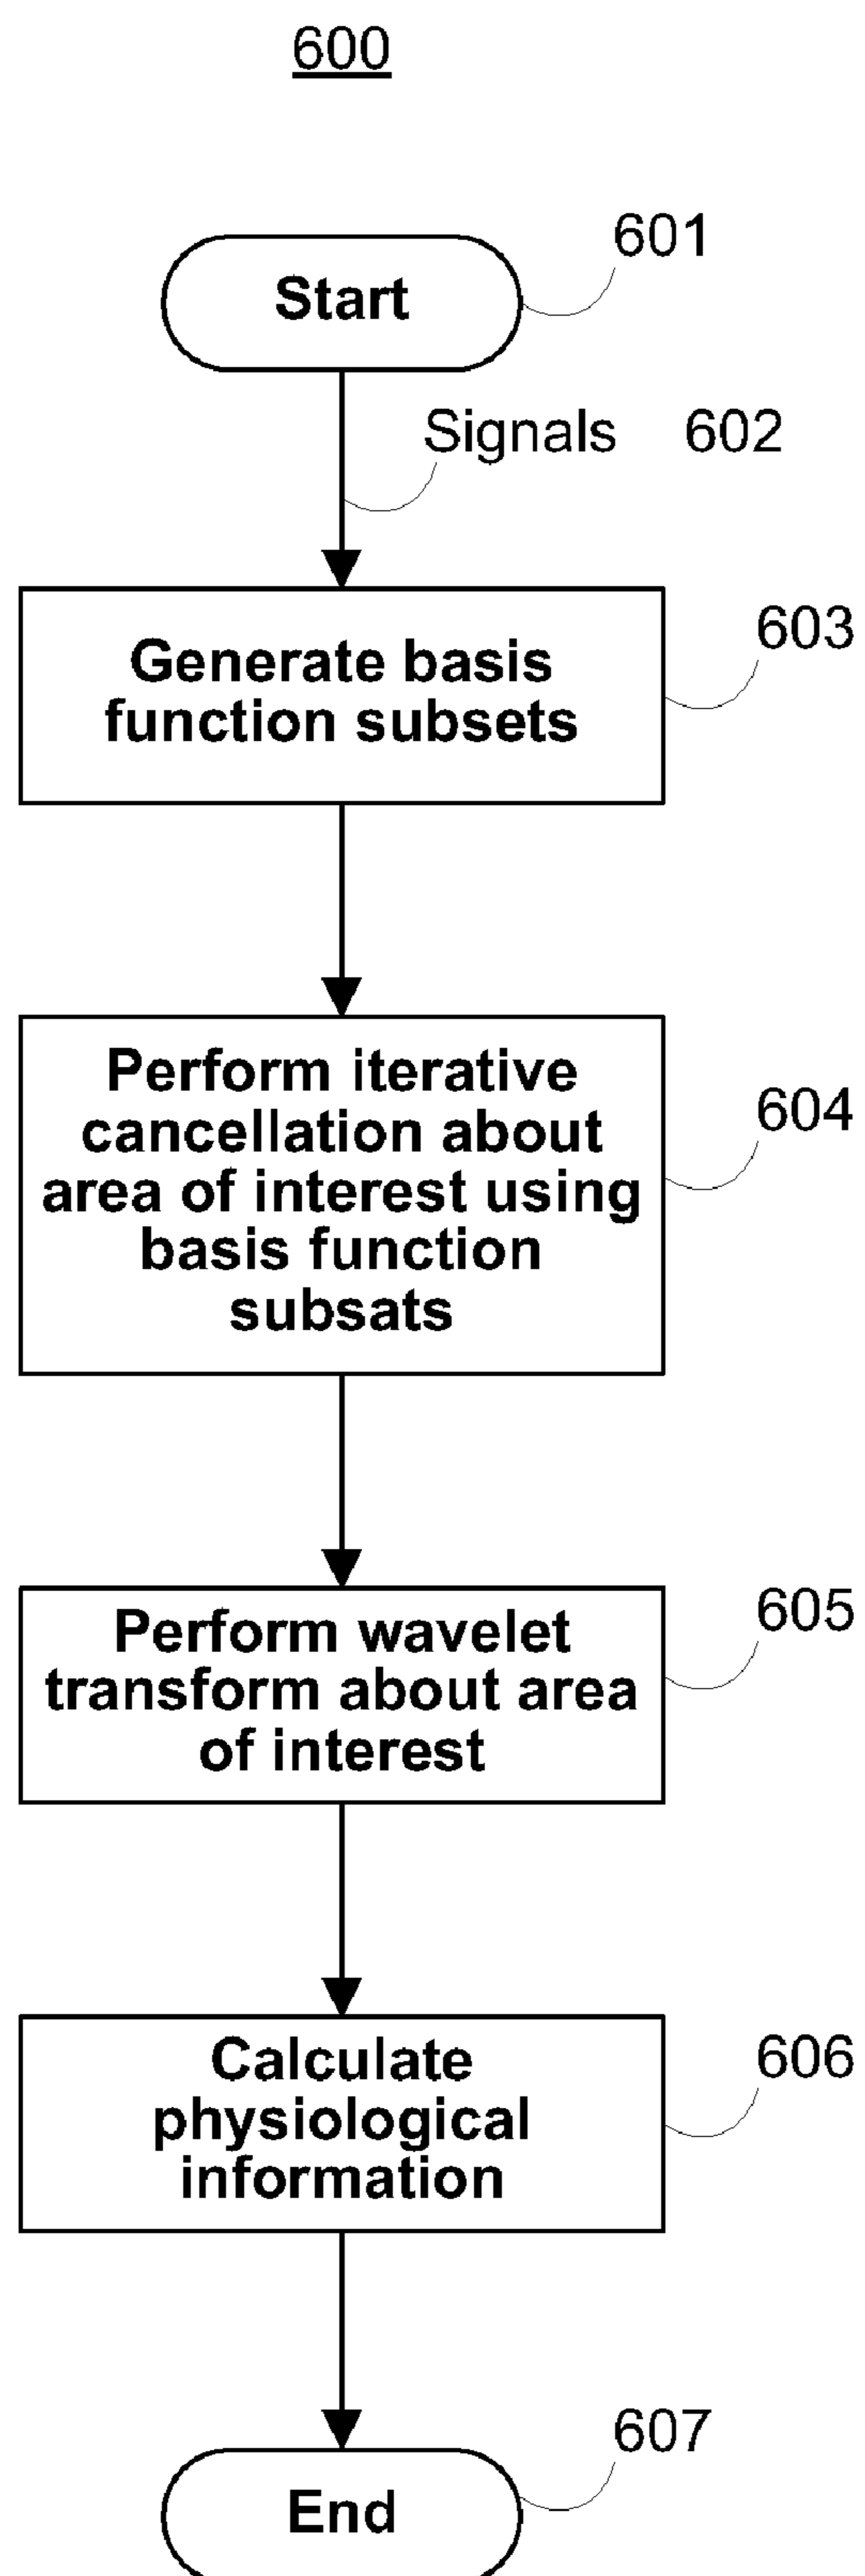 600
601
Start
Signals 602
603
Generate basis
function subsets
604
Perform iterative
cancellation about
area of interest using
basis function
subsats
605
Perform wavelet
transform about area
of interest
606
Calculate
physiological
information
607
End